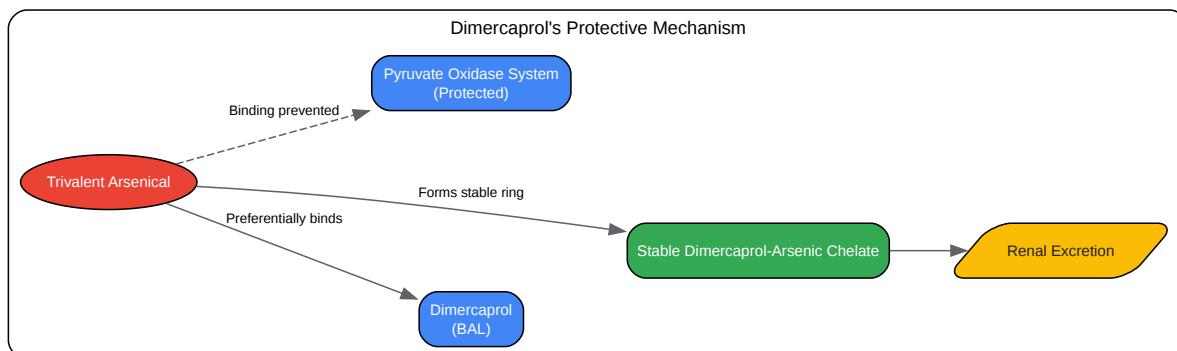 Dimercaprol's Protective Mechanism
Pyruvate Oxidase System
(Protected)
Binding prevented
Trivalent Arsenical
Forms stable ring
Preferentially binds
Stable Dimercaprol-Arsenic Chelate
Renal Excretion
Dimercaprol
(BAL)